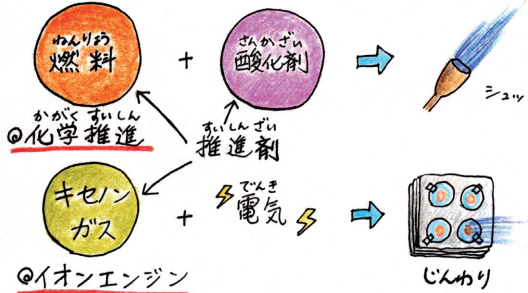 ねんりょう
燃料
+
さんかざい
酸化剤
シュッ
かがくすいしん
@化学推進
すいしんざい
推進剤
キセノン
ガス
+
でんき
電気
@イオンエンジン
じんわり